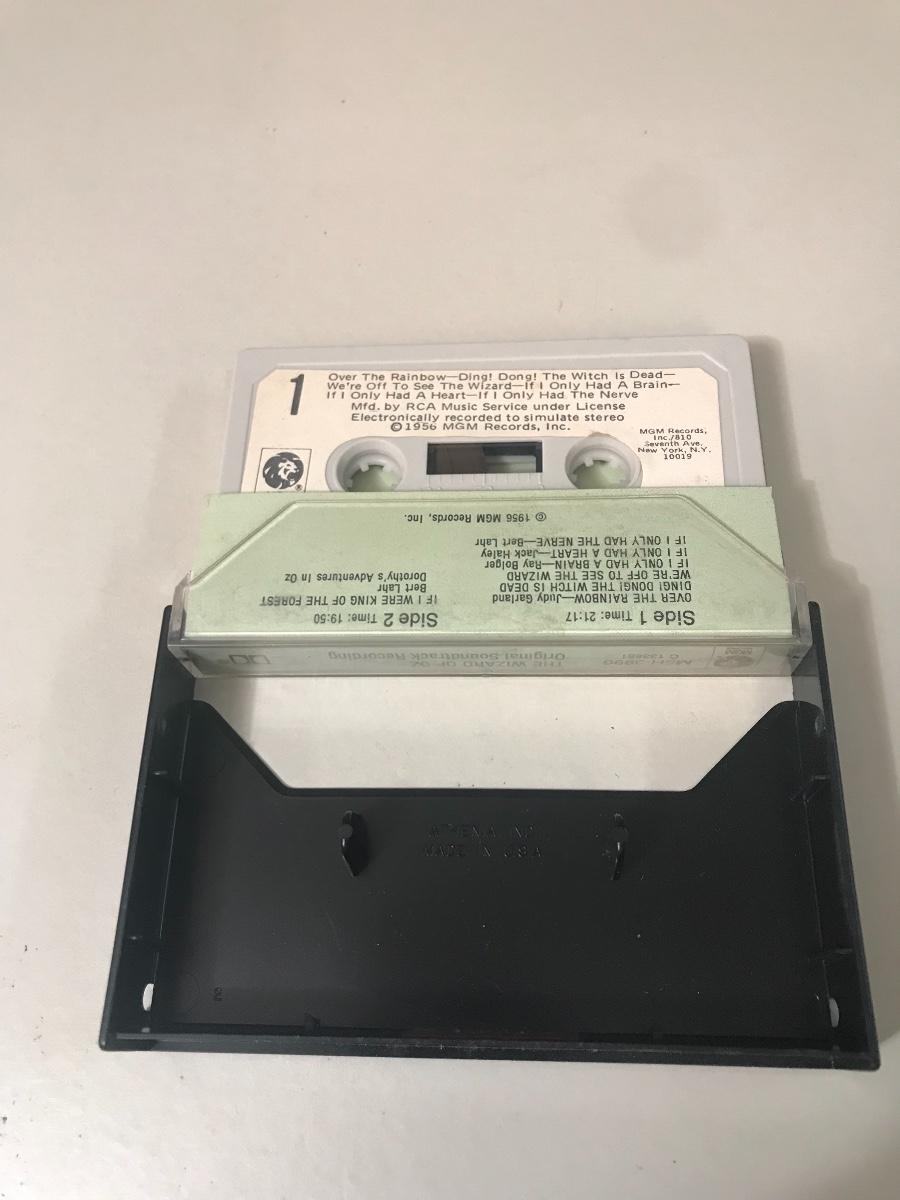 1
Over The Rainbow—Ding! Dong! The Witch Is Dead—
We're Off To See The Wizard—If I Only Had A Brain—
If I Only Had A Heart—If I Only Had The Nerve
Mfd. by RCA Music Service under License
Electronically recorded to simulate stereo
©1956 MGM Records, Inc.
MGM Records,
Inc./810
Seventh Ave.
New York, N.Y.
10019
®
THE WIZARD OF OZ
Original Soundtrack Recording
Side 1 Time: 21:17
OVER THE RAINBOW—Judy Garland
DING! DONG! THE WITCH IS DEAD
WE'RE OFF TO SEE THE WIZARD
IF I ONLY HAD A BRAIN—Ray Bolger
IF I ONLY HAD A HEART—Jack Haley
IF I ONLY HAD THE NERVE—Bert Lahr
Side 2 Time: 19:50
IF I WERE KING OF THE FOREST
Bert Lahr
Dorothy's Adventures In Oz
© 1956 MGM Records, Inc.
MADE IN U.S.A.